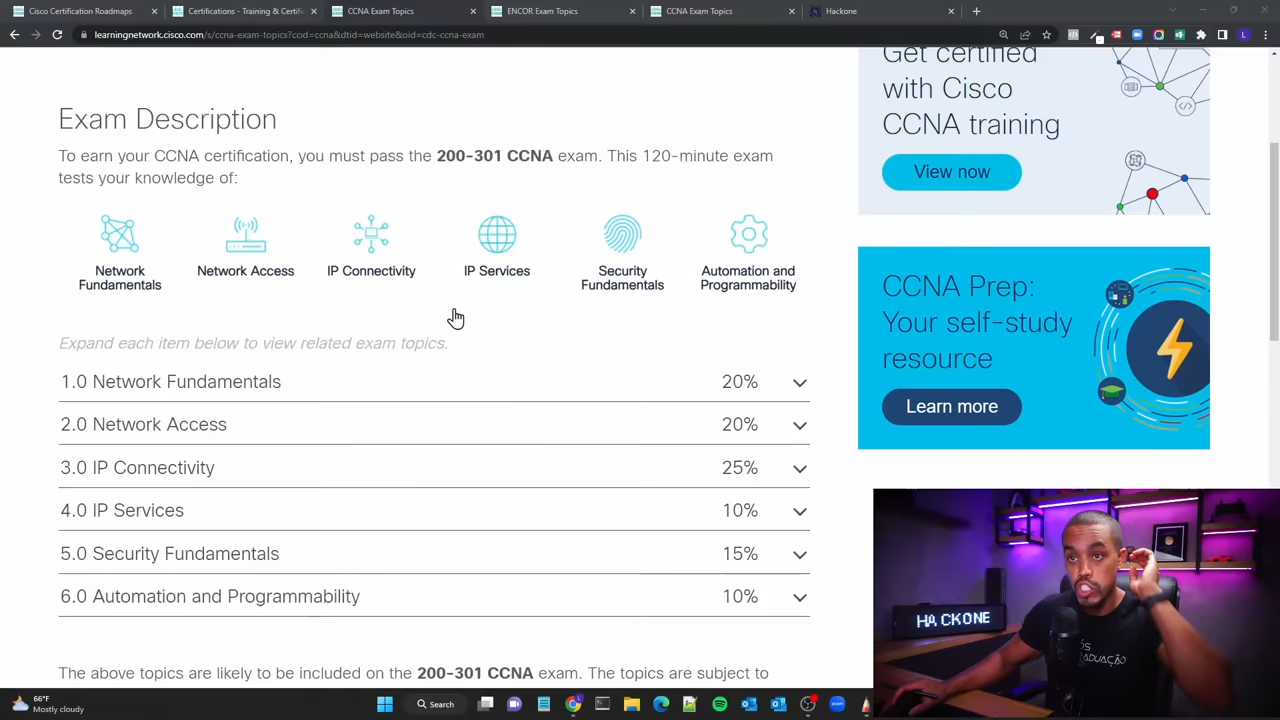 Cisco Certification Roadmaps
Certifications - Training & Certifi
CCNA Exam Topics
ENCOR Exam Topics
CCNA Exam Topics
Hackone
learningnetwork.cisco.com/s/ccna-exam-topics?ccid=ccna&dtid=website&oid=cdc-ccna-exam
Exam Description
To earn your CCNA certification, you must pass the 200-301 CCNA exam. This 120-minute exam
tests your knowledge of:
Network
Fundamentals
Network Access
IP Connectivity
IP Services
Security
Fundamentals
Automation and
Programmability
Expand each item below to view related exam topics.
1.0 Network Fundamentals 20%
2.0 Network Access 20%
3.0 IP Connectivity 25%
4.0 IP Services 10%
5.0 Security Fundamentals 15%
6.0 Automation and Programmability 10%
The above topics are likely to be included on the 200-301 CCNA exam. The topics are subject to
Get certified
with Cisco
CCNA training
View now
CCNA Prep:
Your self-study
resource
Learn more
HACKONE
66°F
Mostly cloudy
Search